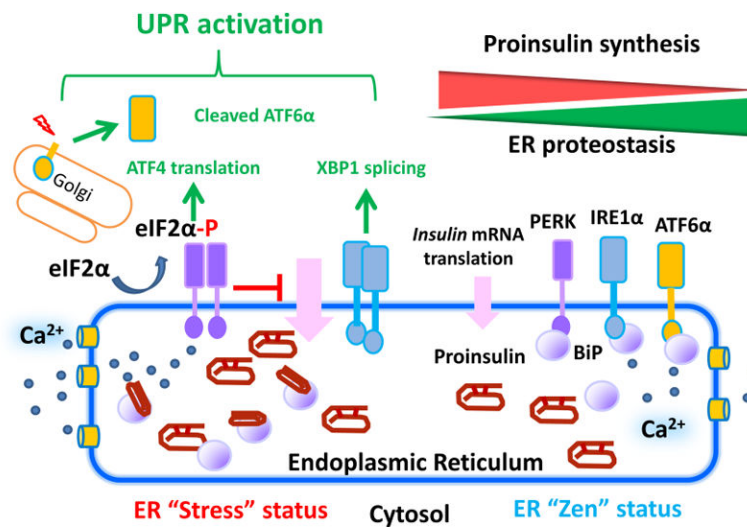 UPR activation
Proinsulin synthesis
ER proteostasis
Cleaved ATF6α
Golgi
ATF4 translation
XBP1 splicing
eIF2α-P
eIF2α
Insulin mRNA
translation
PERK
IRE1α
ATF6α
Ca²⁺
Proinsulin
BiP
Ca²⁺
Endoplasmic Reticulum
ER “Stress” status
Cytosol
ER “Zen” status